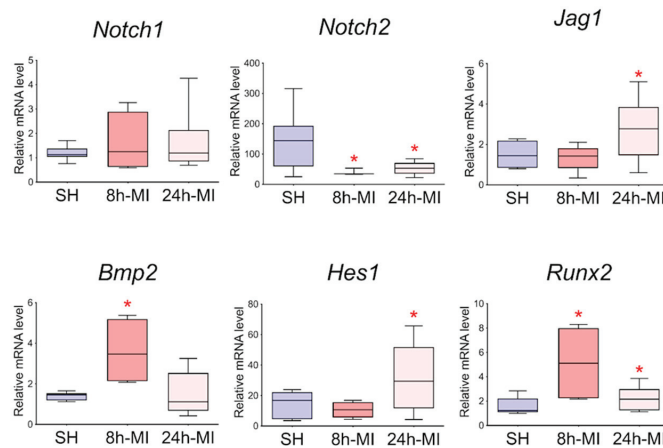 Notch1
Notch2
Jag1
Relative mRNA level
5
4
3
2
1
0
SH
8h-MI
24h-MI
Relative mRNA level
400
300
200
100
50
0
*
*
SH
8h-MI
24h-MI
Relative mRNA level
6
4
2
0
*
SH
8h-MI
24h-MI
Bmp2
Hes1
Runx2
Relative mRNA level
6
4
2
0
*
SH
8h-MI
24h-MI
Relative mRNA level
80
60
40
20
0
*
SH
8h-MI
24h-MI
Relative mRNA level
10
8
6
4
2
0
*
*
SH
8h-MI
24h-MI